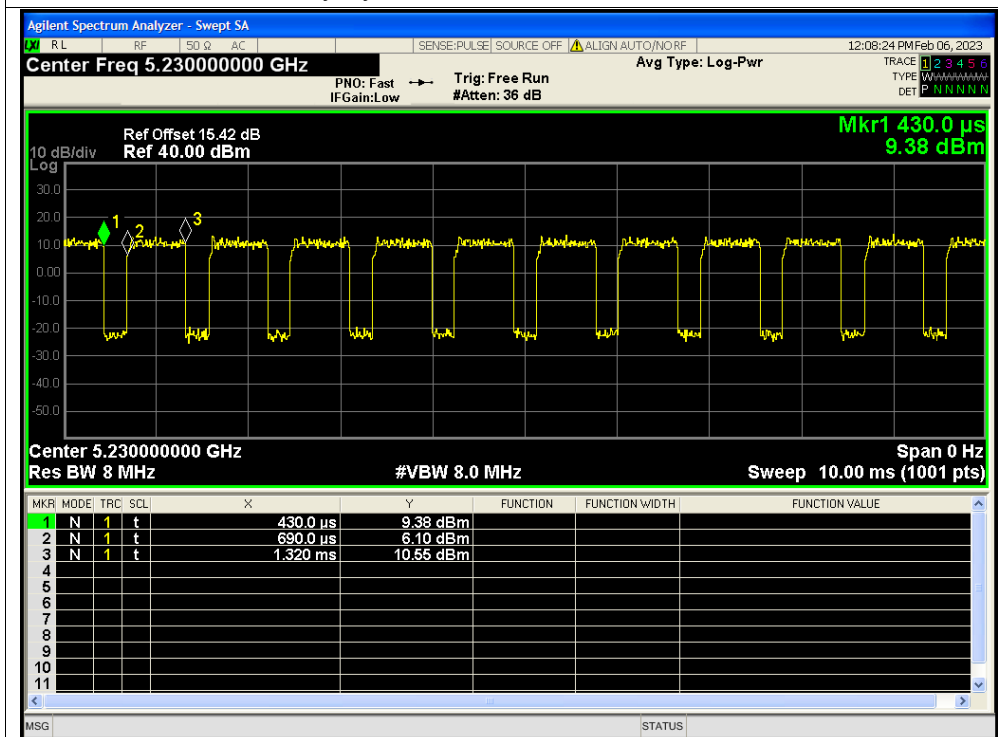 Agilent Spectrum Analyzer - Swept SA
LXI RL RF 50 Ω AC SENSE:PULSE SOURCE OFF ALIGN AUTO/NO RF 12:08:24 PM Feb 06, 2023
Center Freq 5.230000000 GHz
PNO: Fast
IFGain:Low
Trig: Free Run
#Atten: 36 dB
Avg Type: Log-Pwr
TRACE 1 2 3 4 5 6
TYPE WWWWWW
DET P N N N N N
Mkr1 430.0 µs
9.38 dBm
Ref Offset 15.42 dB
10 dB/div Ref 40.00 dBm
Log
30.0
20.0
10.0
0.00
-10.0
-20.0
-30.0
-40.0
-50.0
1
2
3
Center 5.230000000 GHz Span 0 Hz
Res BW 8 MHz #VBW 8.0 MHz Sweep 10.00 ms (1001 pts)
MKR MODE TRC SCL X Y FUNCTION FUNCTION WIDTH FUNCTION VALUE
1 N 1 t 430.0 µs 9.38 dBm
2 N 1 t 690.0 µs 6.10 dBm
3 N 1 t 1.320 ms 10.55 dBm
4
5
6
7
8
9
10
11
MSG STATUS